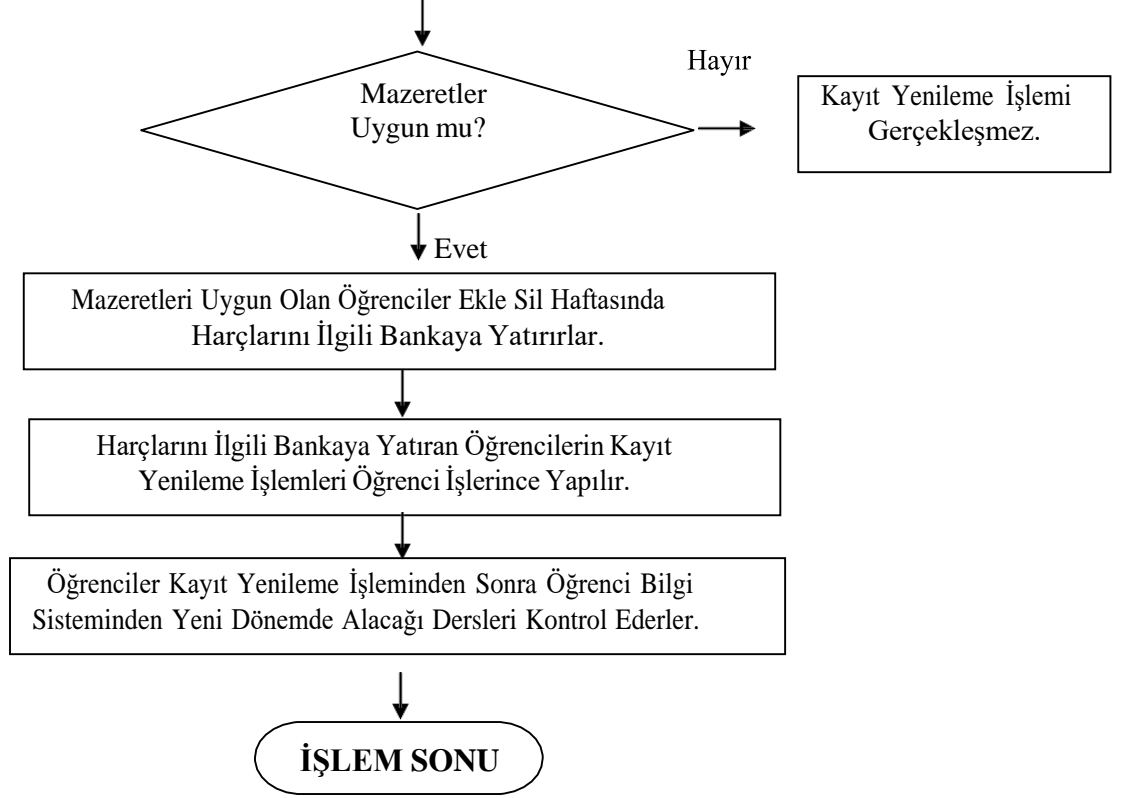 Mazeretler
Uygun mu?
Hayır
Kayıt Yenileme İşlemi
Gerçekleşmez.
Evet
Mazeretleri Uygun Olan Öğrenciler Ekle Sil Haftasında
Harçlarını İlgili Bankaya Yatırırlar.
Harçlarını İlgili Bankaya Yatıran Öğrencilerin Kayıt
Yenileme İşlemleri Öğrenci İşlerince Yapılır.
Öğrenciler Kayıt Yenileme İşleminden Sonra Öğrenci Bilgi
Sisteminden Yeni Dönemde Alacağı Dersleri Kontrol Ederler.
İŞLEM SONU